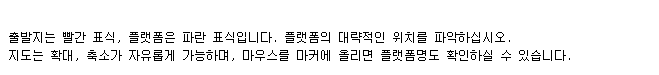 출발지는 빨간 표식, 플랫폼은 파란 표식입니다. 플랫폼의 대략적인 위치를 파악하십시오.
지도는 확대, 축소가 자유롭게 가능하며, 마우스를 마커에 올리면 플랫폼명도 확인하실 수 있습니다.